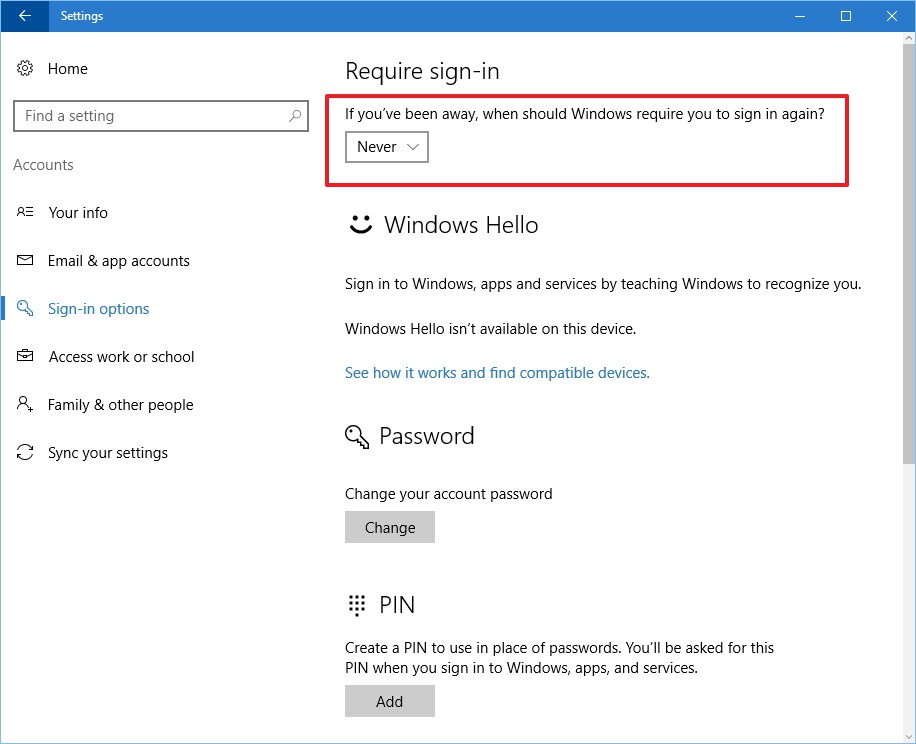 Settings
Home
Find a setting
Accounts
Your info
Email & app accounts
Sign-in options
Access work or school
Family & other people
Sync your settings
Require sign-in
If you’ve been away, when should Windows require you to sign in again?
Never
Windows Hello
Sign in to Windows, apps and services by teaching Windows to recognize you.
Windows Hello isn’t available on this device.
See how it works and find compatible devices.
Password
Change your account password
Change
PIN
Create a PIN to use in place of passwords. You’ll be asked for this
PIN when you sign in to Windows, apps, and services.
Add